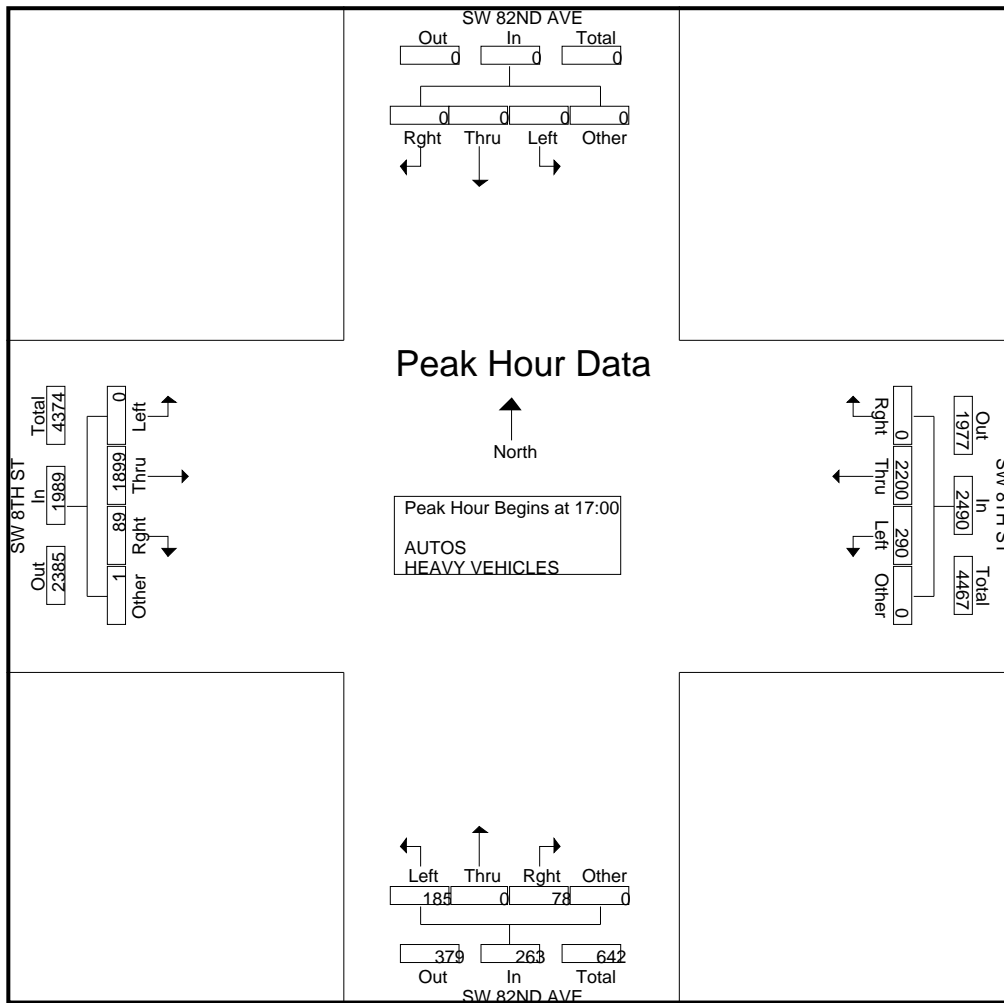 SW 82ND AVE
Out In Total
0 0 0
0 0 0 0
Rght Thru Left Other
Peak Hour Data
North
Peak Hour Begins at 17:00
AUTOS
HEAVY VEHICLES
SW 8TH ST
Total In Out
4374 1989 2385
0 1899 89 1
Left Thru Rght Other
Rght Thru Left Other
0 2200 290 0
Out In Total
1977 2490 4467
SW 8TH ST
Left Thru Rght Other
185 0 78 0
379 263 642
Out In Total
SW 82ND AVE